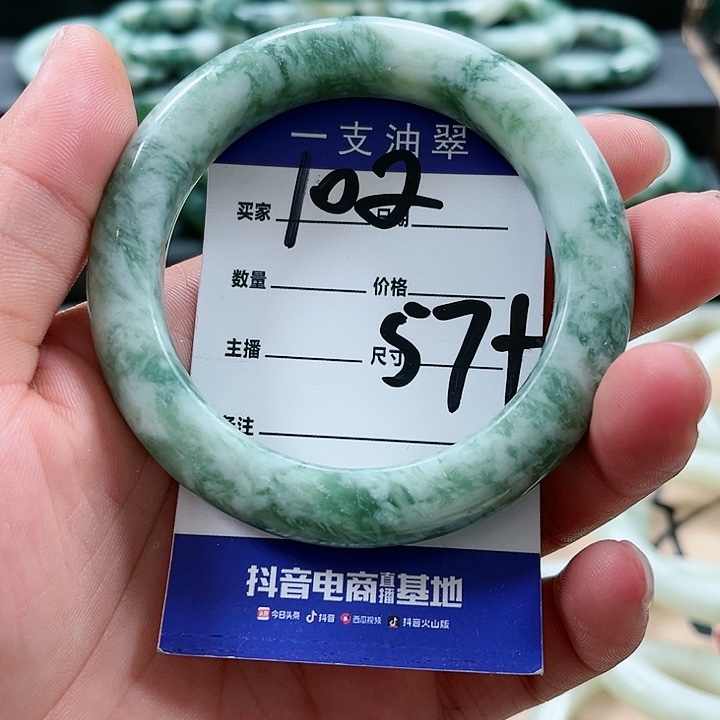 一支油翠
102
买家 日期
数量 价格
57+
主播 尺寸
备注
抖音电商直播基地
今日头条 抖音 西瓜视频 抖音火山版